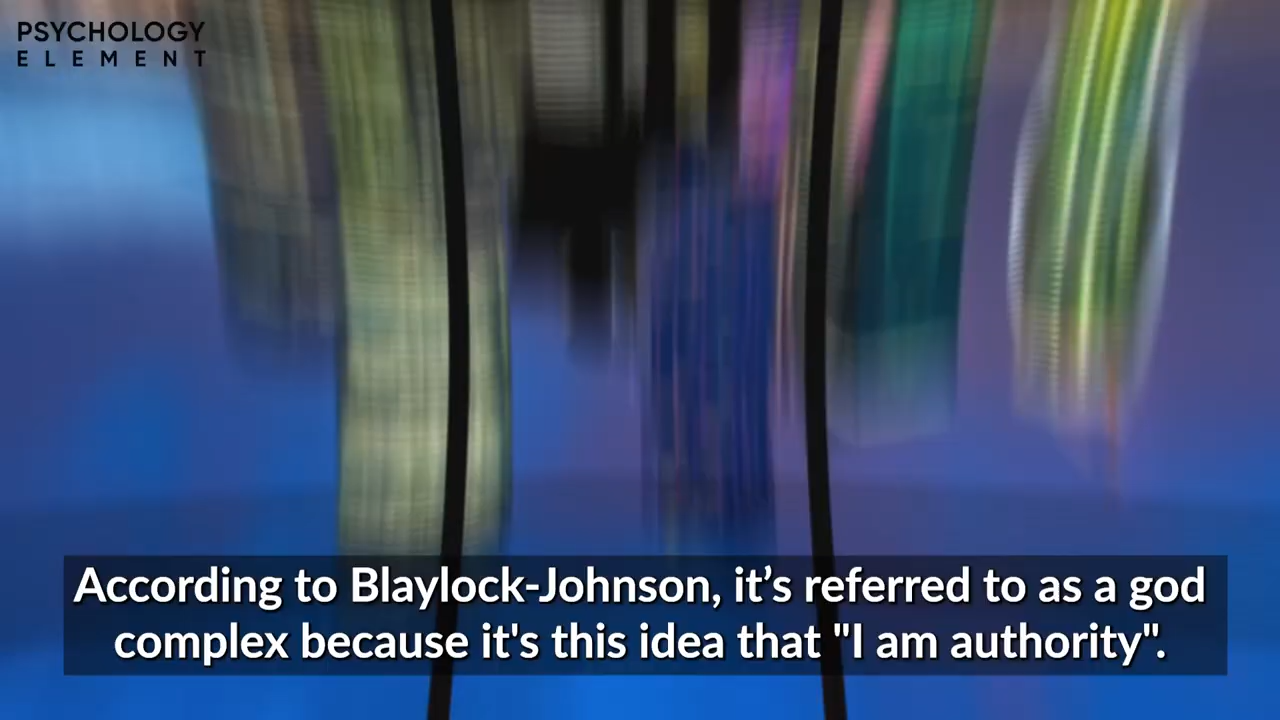 PSYCHOLOGY
ELEMENT
According to Blaylock-Johnson, it’s referred to as a god
complex because it's this idea that "I am authority".